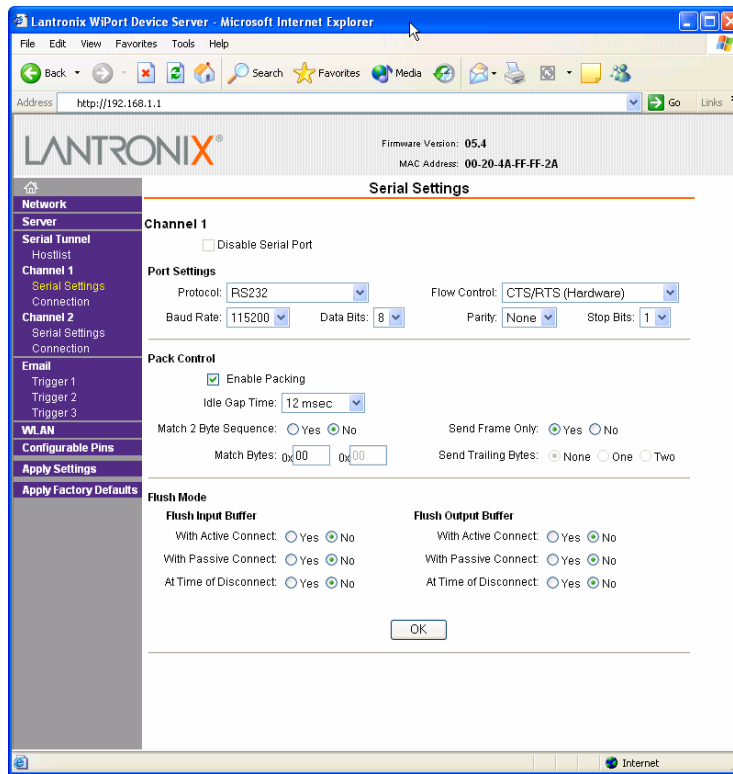 Lantronix WiPort Device Server - Microsoft Internet Explorer
File Edit View Favorites Tools Help
Back Search Favorites Media
Address http://192.168.1.1 Go Links
LANTRONIX®
Firmware Version: 05.4
MAC Address: 00-20-4A-FF-FF-2A
Network
Server
Serial Tunnel
Hostlist
Channel 1
Serial Settings
Connection
Channel 2
Serial Settings
Connection
Email
Trigger 1
Trigger 2
Trigger 3
WLAN
Configurable Pins
Apply Settings
Apply Factory Defaults
Serial Settings
Channel 1
Disable Serial Port
Port Settings
Protocol: RS232 Flow Control: CTS/RTS (Hardware)
Baud Rate: 115200 Data Bits: 8 Parity: None Stop Bits: 1
Pack Control
Enable Packing
Idle Gap Time: 12 msec
Match 2 Byte Sequence: Yes No Send Frame Only: Yes No
Match Bytes: 0x 00 0x 00 Send Trailing Bytes: None One Two
Flush Mode
Flush Input Buffer Flush Output Buffer
With Active Connect: Yes No With Active Connect: Yes No
With Passive Connect: Yes No With Passive Connect: Yes No
At Time of Disconnect: Yes No At Time of Disconnect: Yes No
OK
Internet